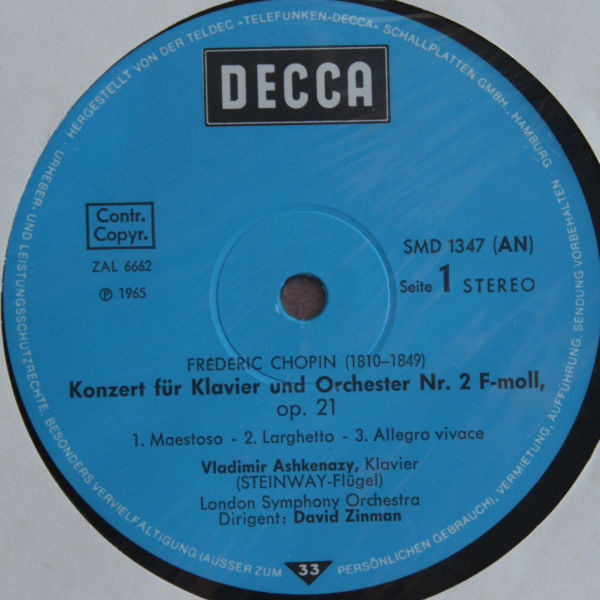 HERGESTELLT VON DER TELDEC »TELEFUNKEN-DECCA« SCHALLPLATTEN GMBH · HAMBURG ·
URHEBER- UND LEISTUNGSSCHUTZRECHTE, BESONDERS VERVIELFÄLTIGUNG (AUSSER ZUM PERSÖNLICHEN GEBRAUCH), VERMIETUNG, AUFFÜHRUNG, SENDUNG VORBEHALTEN ·
DECCA
Contr.
Copyr.
ZAL 6662
Ⓟ 1965
SMD 1347 (AN)
Seite 1 STEREO
FRÉDÉRIC CHOPIN (1810–1849)
Konzert für Klavier und Orchester Nr. 2 F-moll,
op. 21
1. Maestoso - 2. Larghetto - 3. Allegro vivace
Vladimir Ashkenazy, Klavier
(STEINWAY-Flügel)
London Symphony Orchestra
Dirigent: David Zinman
33